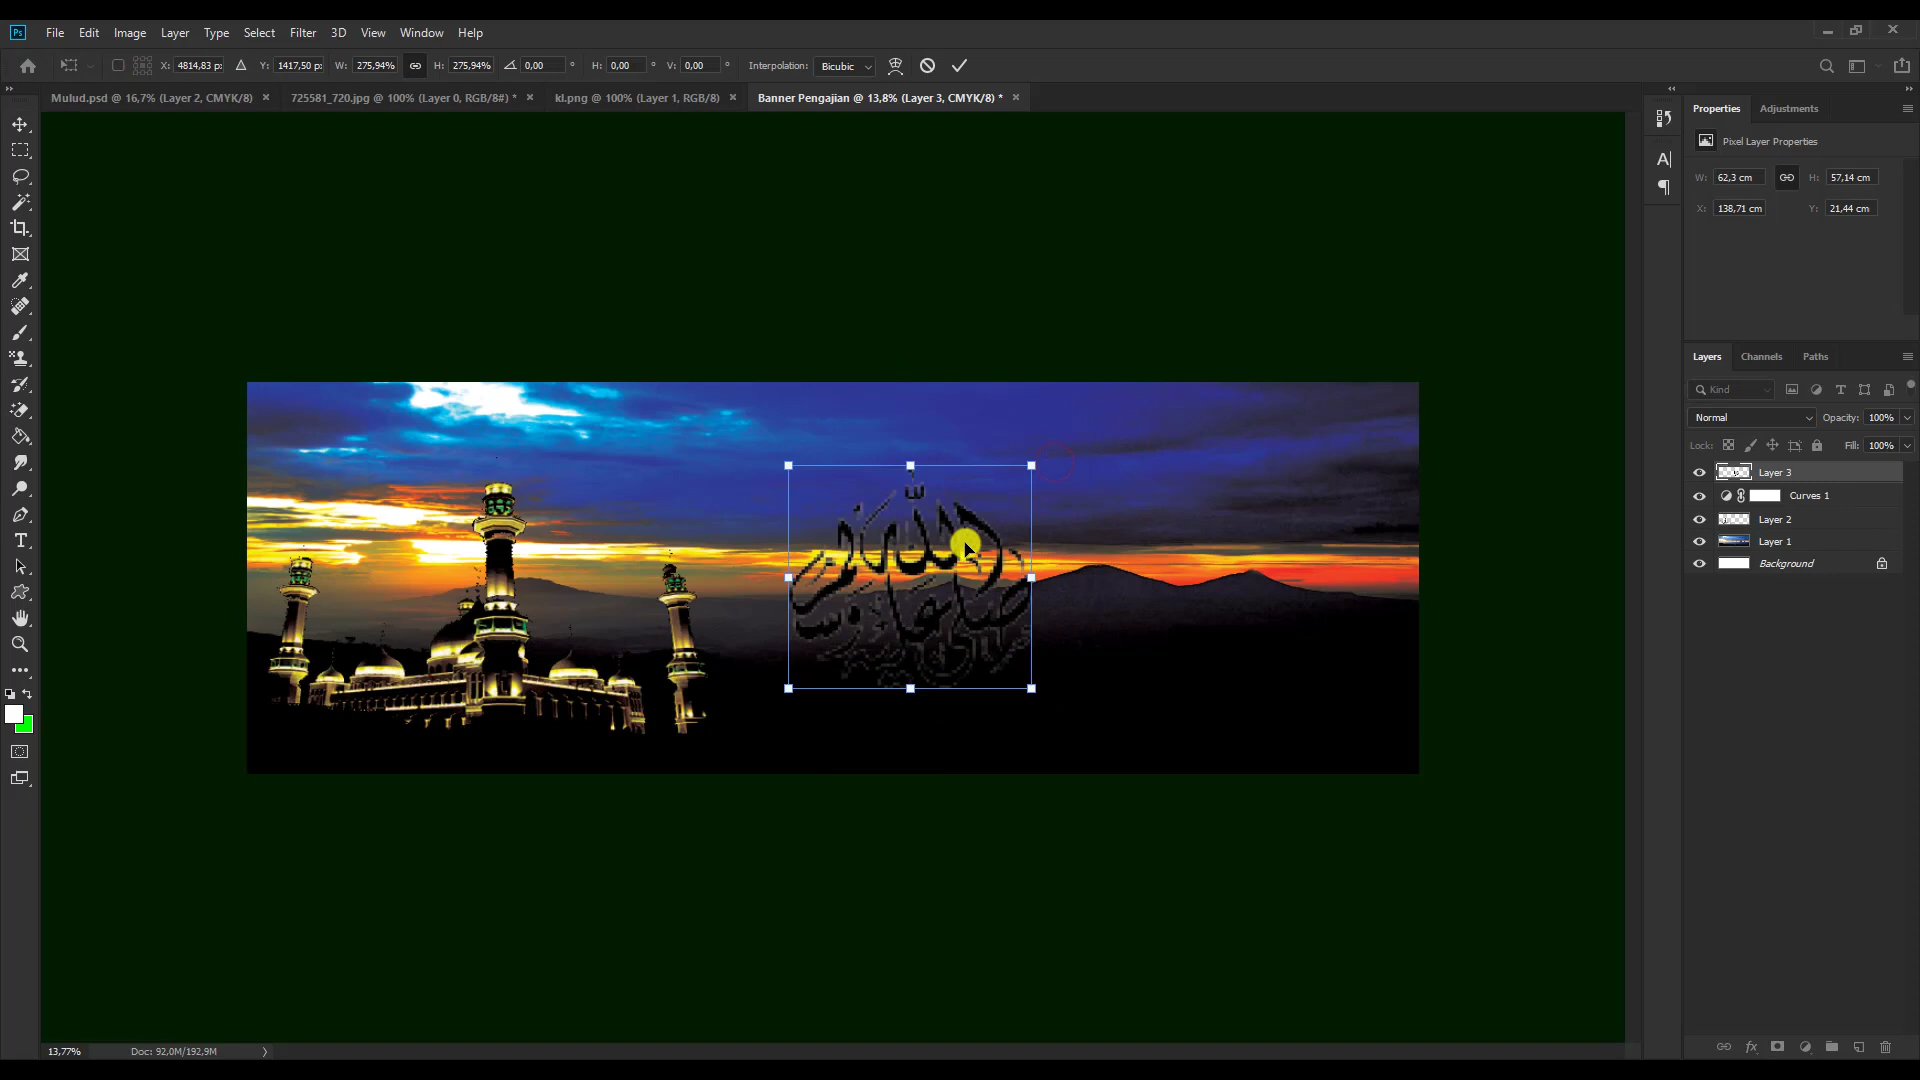 Ps File Edit Image Layer Type Select Filter 3D View Window Help
X: 4814,83 p: Y: 1417,50 p: W: 275,94% H: 275,94% 0,00 ° H: 0,00 ° V: 0,00 ° Interpolation: Bicubic
Mulud.psd @ 16,7% (Layer 2, CMYK/8) × 725581_720.jpg @ 100% (Layer 0, RGB/8#) * × kl.png @ 100% (Layer 1, RGB/8) × Banner Pengajian @ 13,8% (Layer 3, CMYK/8) * ×
Properties Adjustments
Pixel Layer Properties
W: 62,3 cm H: 57,14 cm
X: 138,71 cm Y: 21,44 cm
Layers Channels Paths
Kind
Normal Opacity: 100%
Lock: Fill: 100%
Layer 3
Curves 1
Layer 2
Layer 1
Background
13,77% Doc: 92,0M/192,9M